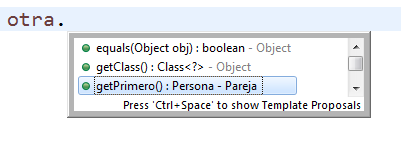 otra.
equals(Object obj) : boolean - Object
getClass() : Class<?> - Object
getPrimero() : Persona - Pareja
Press 'Ctrl+Space' to show Template Proposals